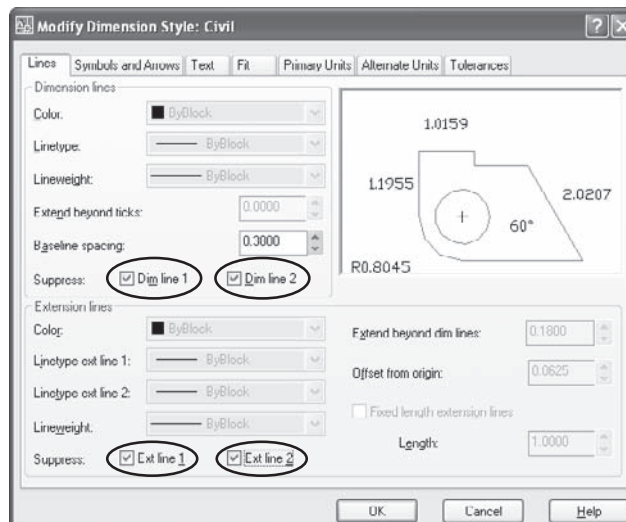 Modify Dimension Style: Civil
Lines Symbols and Arrows Text Fit Primary Units Alternate Units Tolerances
Dimension lines
Color: ByBlock
Linetype: ByBlock
Lineweight: ByBlock
Extend beyond ticks: 0.0000
Baseline spacing: 0.3000
Suppress: Dim line 1 Dim line 2
1.0159
1.1955
2.0207
60°
R0.8045
Extension lines
Color: ByBlock
Linetype ext line 1: ByBlock
Linetype ext line 2: ByBlock
Lineweight: ByBlock
Suppress: Ext line 1 Ext line 2
Extend beyond dim lines: 0.1800
Offset from origin: 0.0625
Fixed length extension lines
Length: 1.0000
OK Cancel Help